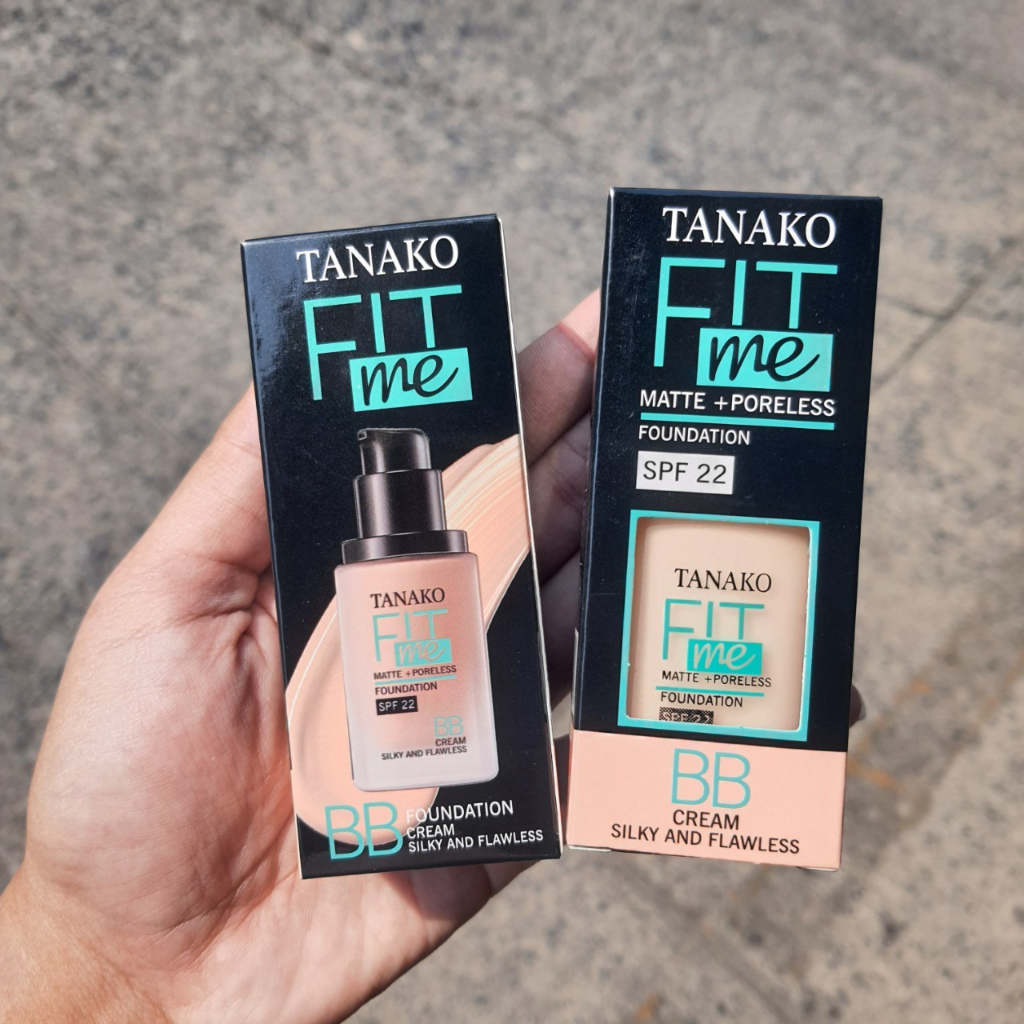 TANAKO
FIT
me
TANAKO
FIT
me
MATTE +PORELESS
FOUNDATION
SPF 22
BB
CREAM
SILKY AND FLAWLESS
BB FOUNDATION
CREAM
SILKY AND FLAWLESS
TANAKO
FIT
me
MATTE +PORELESS
FOUNDATION
SPF 22
TANAKO
FIT
me
MATTE +PORELESS
FOUNDATION
SPF 22
BB
CREAM
SILKY AND FLAWLESS